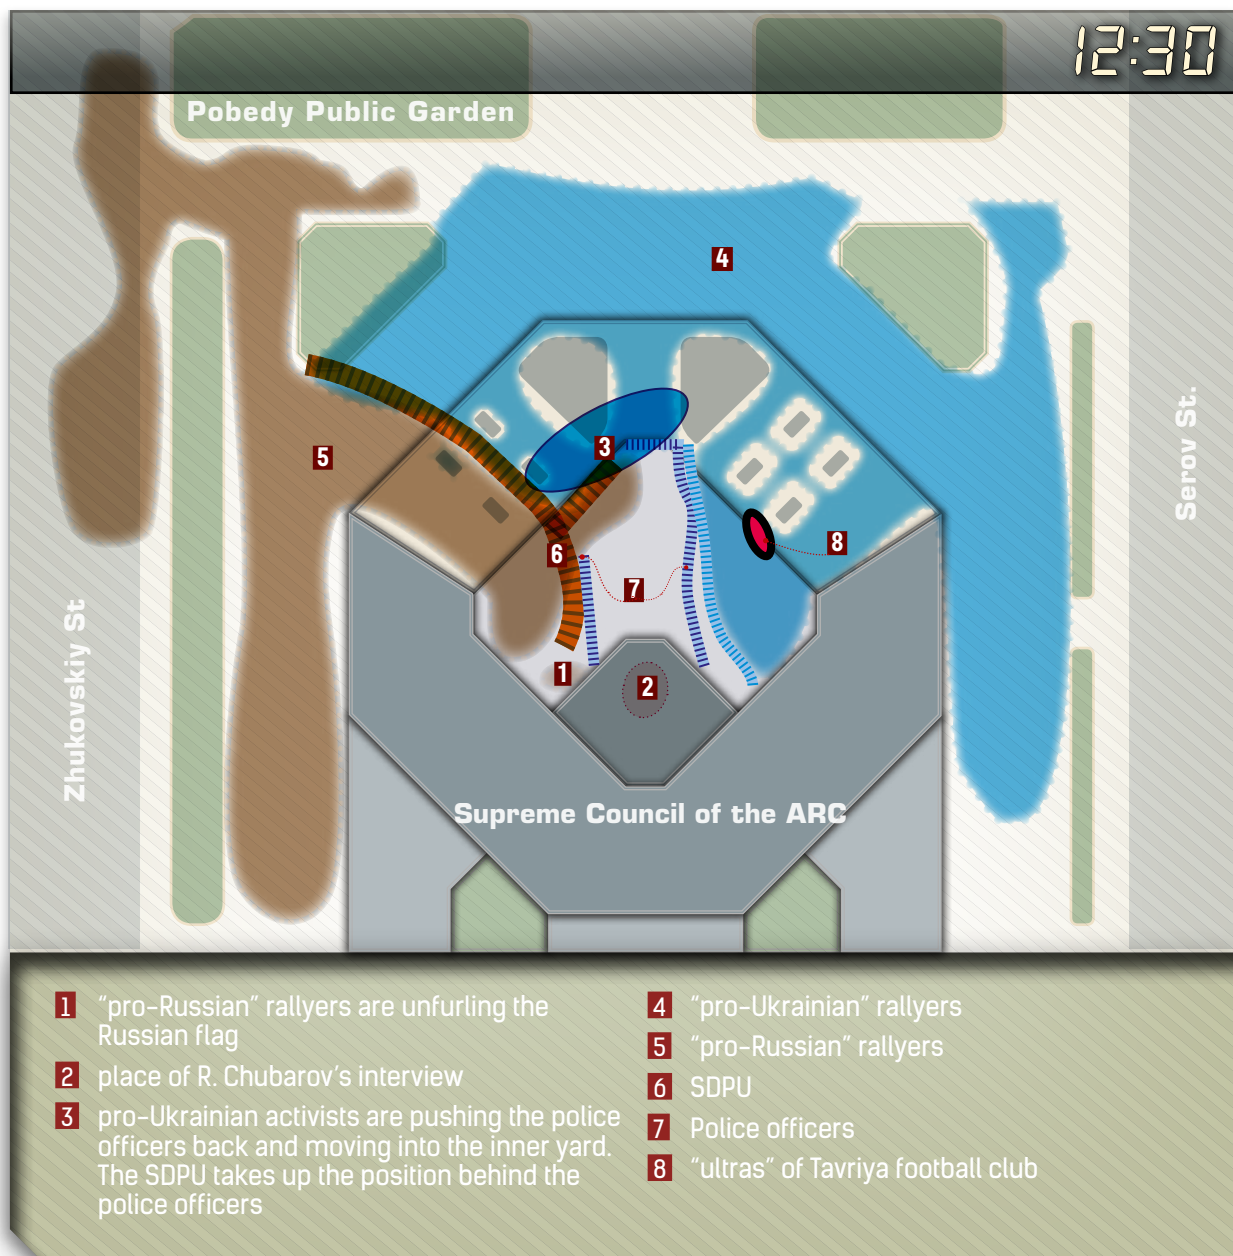 12:30
Pobedy Public Garden
4
3
5
8
6
7
1
2
Zhukovskiy St
Serov St.
Supreme Council of the ARC
1 “pro-Russian” rallyers are unfurling the
Russian flag
2 place of R. Chubarov’s interview
3 pro-Ukrainian activists are pushing the police
officers back and moving into the inner yard.
The SDPU takes up the position behind the
police officers
4 “pro-Ukrainian” rallyers
5 “pro-Russian” rallyers
6 SDPU
7 Police officers
8 “ultras” of Tavriya football club